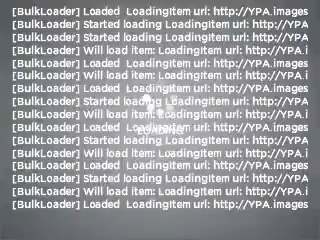 [BulkLoader] Loaded  LoadingItem url: http://YPA.images
[BulkLoader] Started loading LoadingItem url: http://YPA
[BulkLoader] Started loading LoadingItem url: http://YPA
[BulkLoader] Will load item: LoadingItem url: http://YPA.i
[BulkLoader] Loaded  LoadingItem url: http://YPA.images
[BulkLoader] Will load item: LoadingItem url: http://YPA.i
[BulkLoader] Loaded  LoadingItem url: http://YPA.images
[BulkLoader] Started loading LoadingItem url: http://YPA
[BulkLoader] Will load item: LoadingItem url: http://YPA.i
[BulkLoader] Loaded  LoadingItem url: http://YPA.images
LOADING
[BulkLoader] Started loading LoadingItem url: http://YPA
[BulkLoader] Will load item: LoadingItem url: http://YPA.i
[BulkLoader] Loaded  LoadingItem url: http://YPA.images
[BulkLoader] Started loading LoadingItem url: http://YPA
[BulkLoader] Will load item: LoadingItem url: http://YPA.i
[BulkLoader] Loaded  LoadingItem url: http://YPA.images